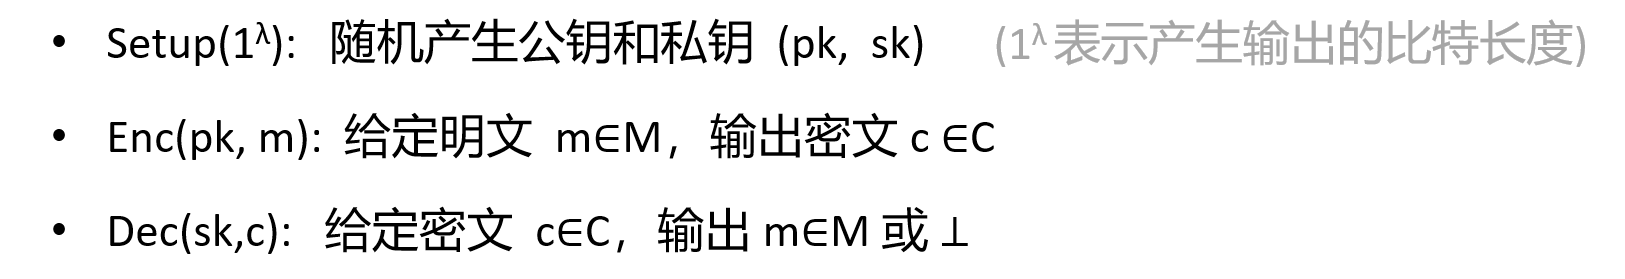 • Setup(1^λ): 随机产生公钥和私钥 (pk, sk) (1^λ 表示产生输出的比特长度)
• Enc(pk, m): 给定明文 m∈M，输出密文 c ∈C
• Dec(sk,c): 给定密文 c∈C，输出 m∈M 或 ⊥